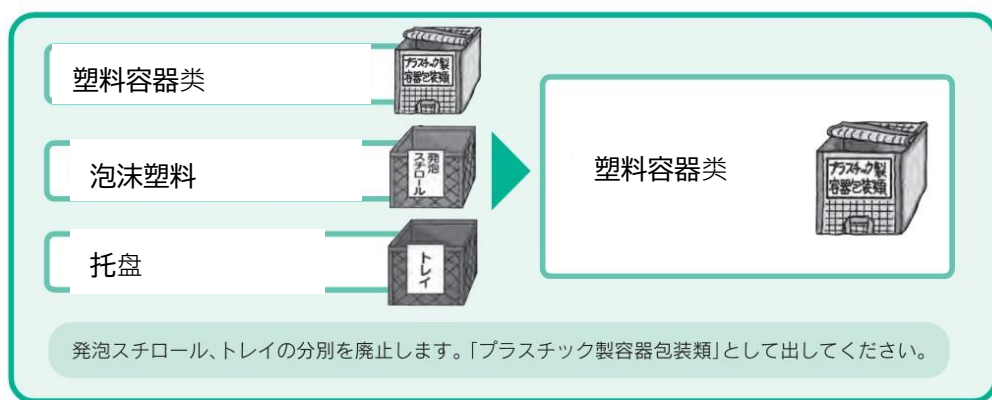 塑料容器类
プラスチック製
容器包装類
泡沫塑料
発泡
スチロール
托盘
トレイ
塑料容器类
プラスチック製
容器包装類
発泡スチロール、トレイの分別を廃止します。「プラスチック製容器包装類」として出してください。